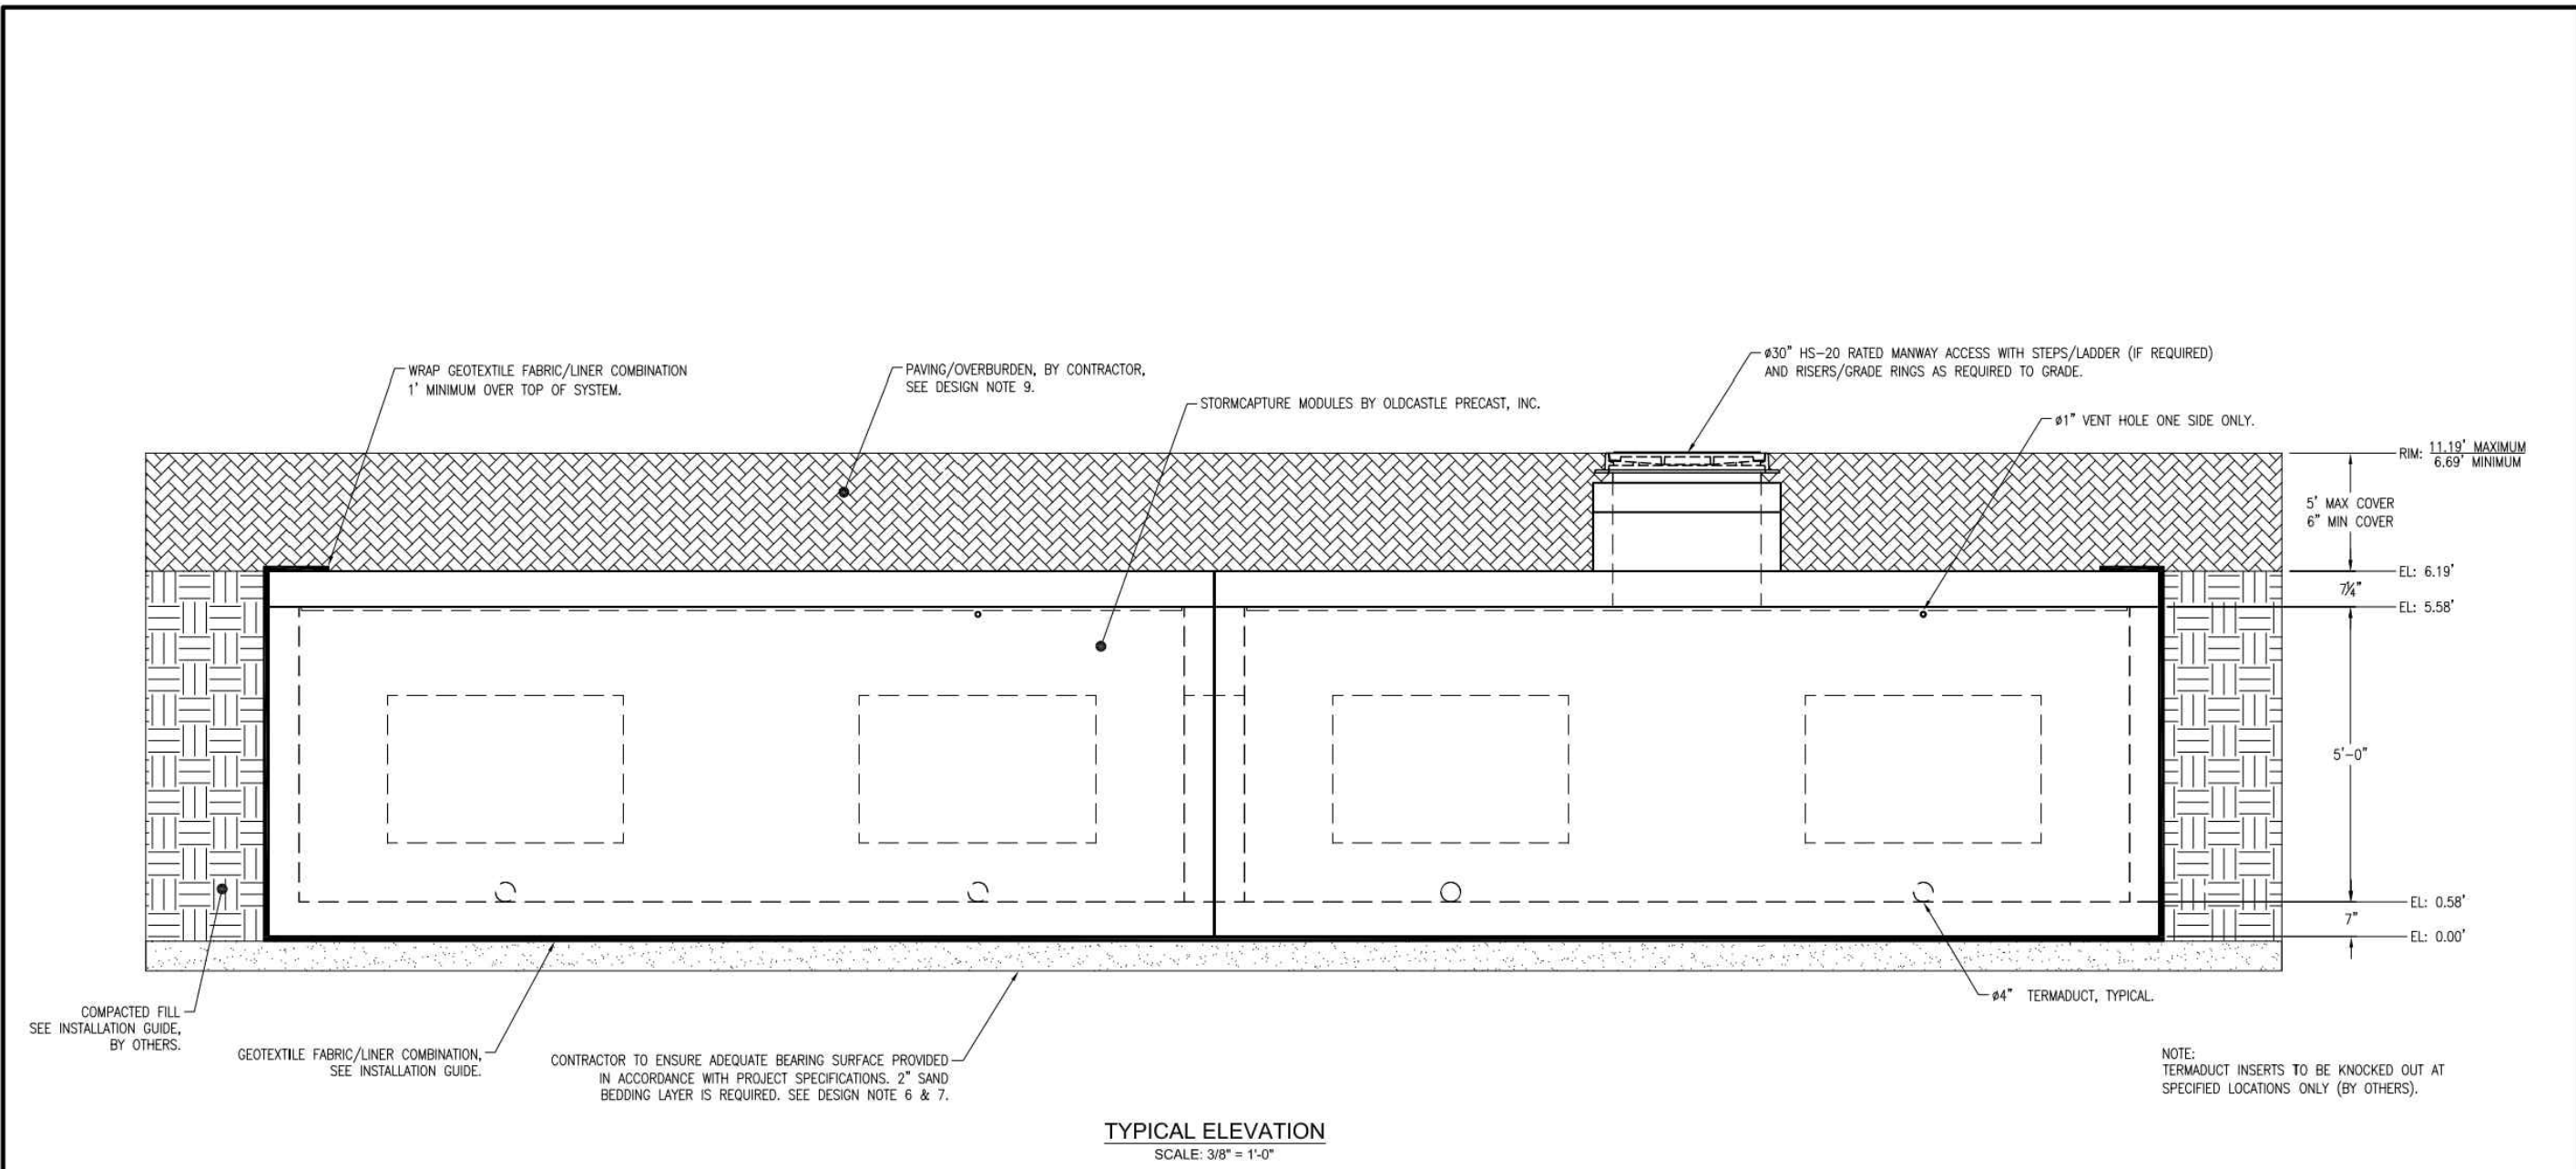 WRAP GEOTEXTILE FABRIC/LINER COMBINATION
1' MINIMUM OVER TOP OF SYSTEM.
PAVING/OVERBURDEN, BY CONTRACTOR,
SEE DESIGN NOTE 9.
STORMCAPTURE MODULES BY OLDCASTLE PRECAST, INC.
ø30" HS-20 RATED MANWAY ACCESS WITH STEPS/LADDER (IF REQUIRED)
AND RISERS/GRADE RINGS AS REQUIRED TO GRADE.
ø1" VENT HOLE ONE SIDE ONLY.
RIM: 11.19' MAXIMUM
6.69' MINIMUM
5' MAX COVER
6" MIN COVER
EL: 6.19'
7¼"
EL: 5.58'
5'-0"
EL: 0.58'
7"
EL: 0.00'
ø4" TERMADUCT, TYPICAL.
COMPACTED FILL
SEE INSTALLATION GUIDE,
BY OTHERS.
GEOTEXTILE FABRIC/LINER COMBINATION,
SEE INSTALLATION GUIDE.
CONTRACTOR TO ENSURE ADEQUATE BEARING SURFACE PROVIDED
IN ACCORDANCE WITH PROJECT SPECIFICATIONS. 2" SAND
BEDDING LAYER IS REQUIRED. SEE DESIGN NOTE 6 & 7.
NOTE:
TERMADUCT INSERTS TO BE KNOCKED OUT AT
SPECIFIED LOCATIONS ONLY (BY OTHERS).
TYPICAL ELEVATION
SCALE: 3/8" = 1'-0"